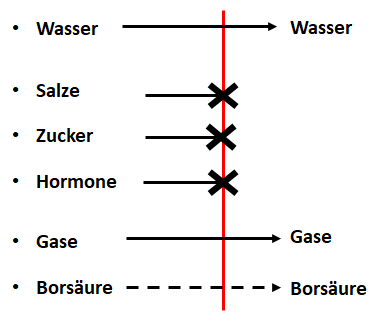 • Wasser Wasser
• Salze
• Zucker
• Hormone
• Gase Gase
• Borsäure Borsäure